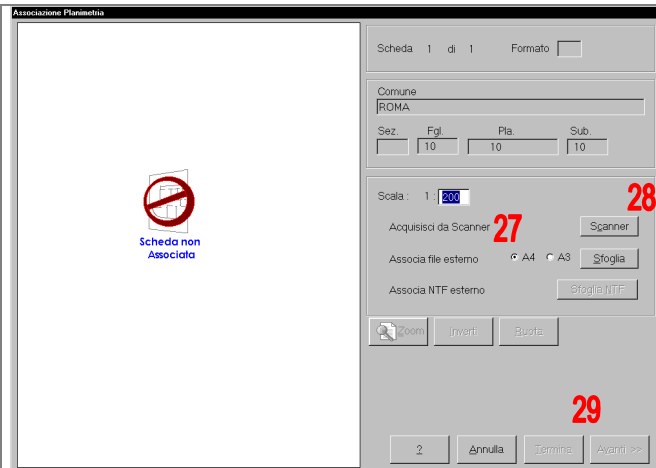 Associazione Planimetria
Scheda 1 di 1 Formato
Comune
ROMA
Sez. Fgl. Pla. Sub.
10 10 10
Scala : 1 : 200
28
Acquisisci da Scanner 27 Scanner
Associa file esterno A4 A3 Sfoglia
Associa NTF esterno Sfoglia NTF
Scheda non
Associata
Zoom Inverti Ruota
29
? Annulla Termina Avanti >>